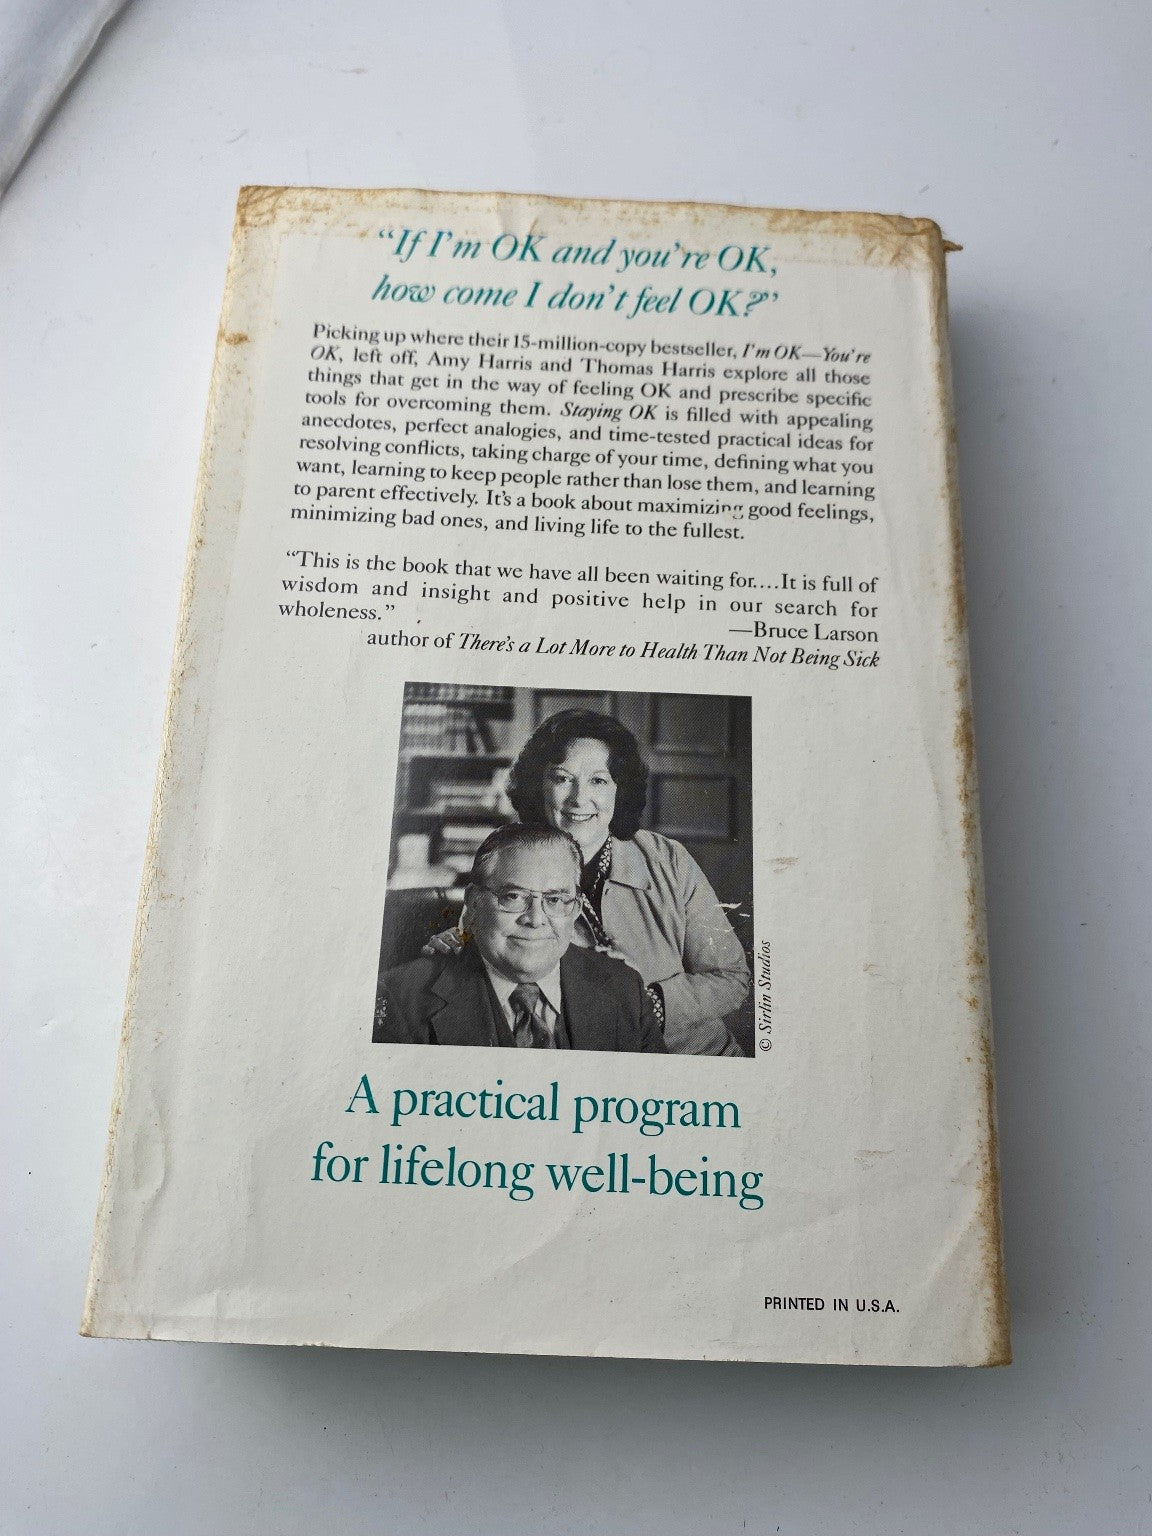 “If I’m OK and you’re OK,
how come I don’t feel OK?”
Picking up where their 15-million-copy bestseller, I’m OK—You’re
OK, left off, Amy Harris and Thomas Harris explore all those
things that get in the way of feeling OK and prescribe specific
tools for overcoming them. Staying OK is filled with appealing
anecdotes, perfect analogies, and time-tested practical ideas for
resolving conflicts, taking charge of your time, defining what you
want, learning to keep people rather than lose them, and learning
to parent effectively. It’s a book about maximizing good feelings,
minimizing bad ones, and living life to the fullest.
“This is the book that we have all been waiting for....It is full of
wisdom and insight and positive help in our search for
wholeness.”
—Bruce Larson
author of There’s a Lot More to Health Than Not Being Sick
© Sirlin Studios
A practical program
for lifelong well-being
PRINTED IN U.S.A.